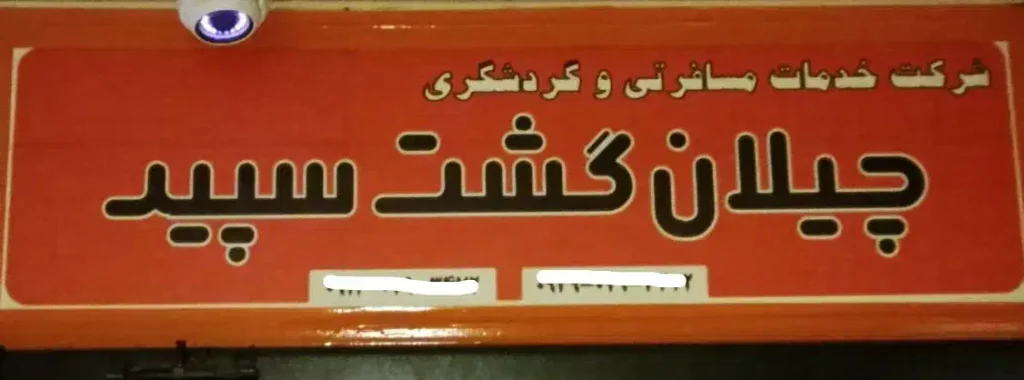 شرکت خدمات مسافرتی و گردشگری
چیلان گشت سپید